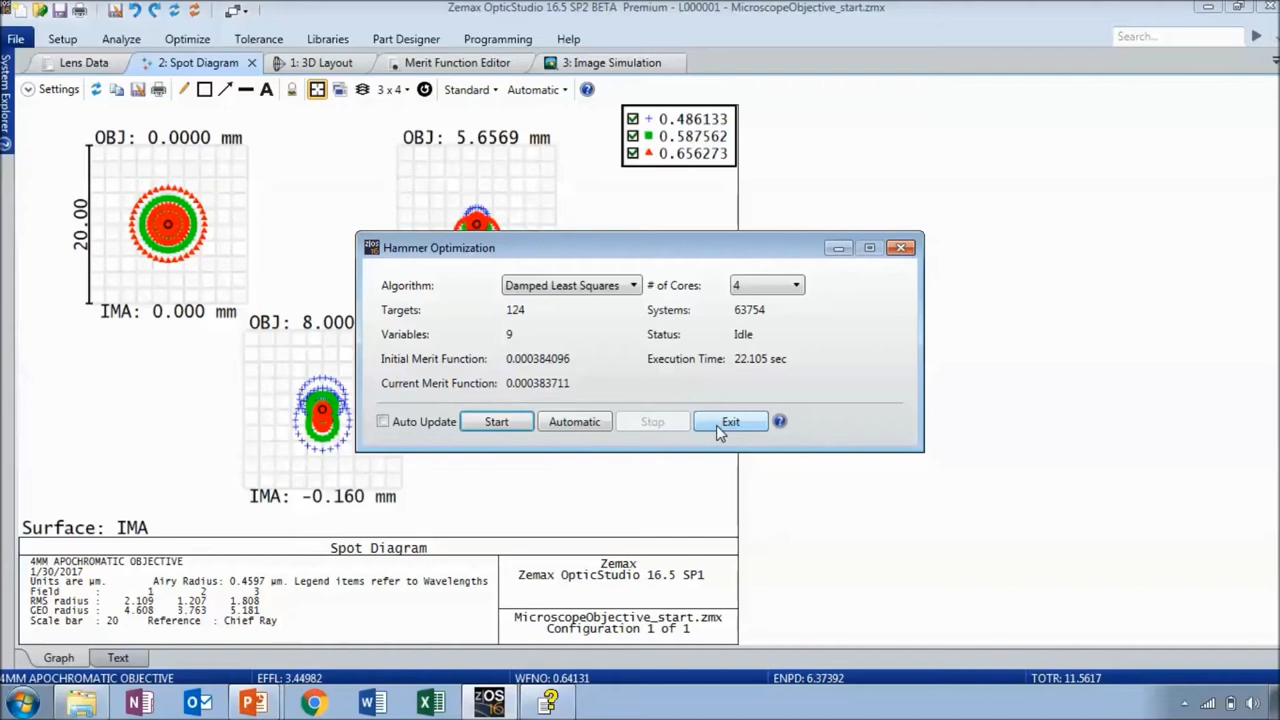 Zemax OpticStudio 16.5 SP2 BETA Premium - L000001 - MicroscopeObjective_start.zmx
File Setup Analyze Optimize Tolerance Libraries Part Designer Programming Help Search...
Lens Data 2: Spot Diagram 1: 3D Layout Merit Function Editor 3: Image Simulation
System Explorer
Settings 3 x 4 Standard Automatic
OBJ: 0.0000 mm
OBJ: 5.6569 mm
0.486133
0.587562
0.656273
20.00
IMA: 0.000 mm
OBJ: 8.000
IMA: -0.160 mm
Hammer Optimization
Algorithm: Damped Least Squares # of Cores: 4
Targets: 124 Systems: 63754
Variables: 9 Status: Idle
Initial Merit Function: 0.000384096 Execution Time: 22.105 sec
Current Merit Function: 0.000383711
Auto Update Start Automatic Stop Exit
Surface: IMA
Spot Diagram
4MM APOCHROMATIC OBJECTIVE
1/30/2017
Units are µm. Airy Radius: 0.4597 µm. Legend items refer to Wavelengths
Field : 1 2 3
RMS radius : 2.109 1.207 1.808
GEO radius : 4.608 3.763 5.181
Scale bar : 20 Reference : Chief Ray
Zemax
Zemax OpticStudio 16.5 SP1
MicroscopeObjective_start.zmx
Configuration 1 of 1
Graph Text
4MM APOCHROMATIC OBJECTIVE EFFL: 3.44982 WFNO: 0.64131 ENPD: 6.37392 TOTR: 11.5617